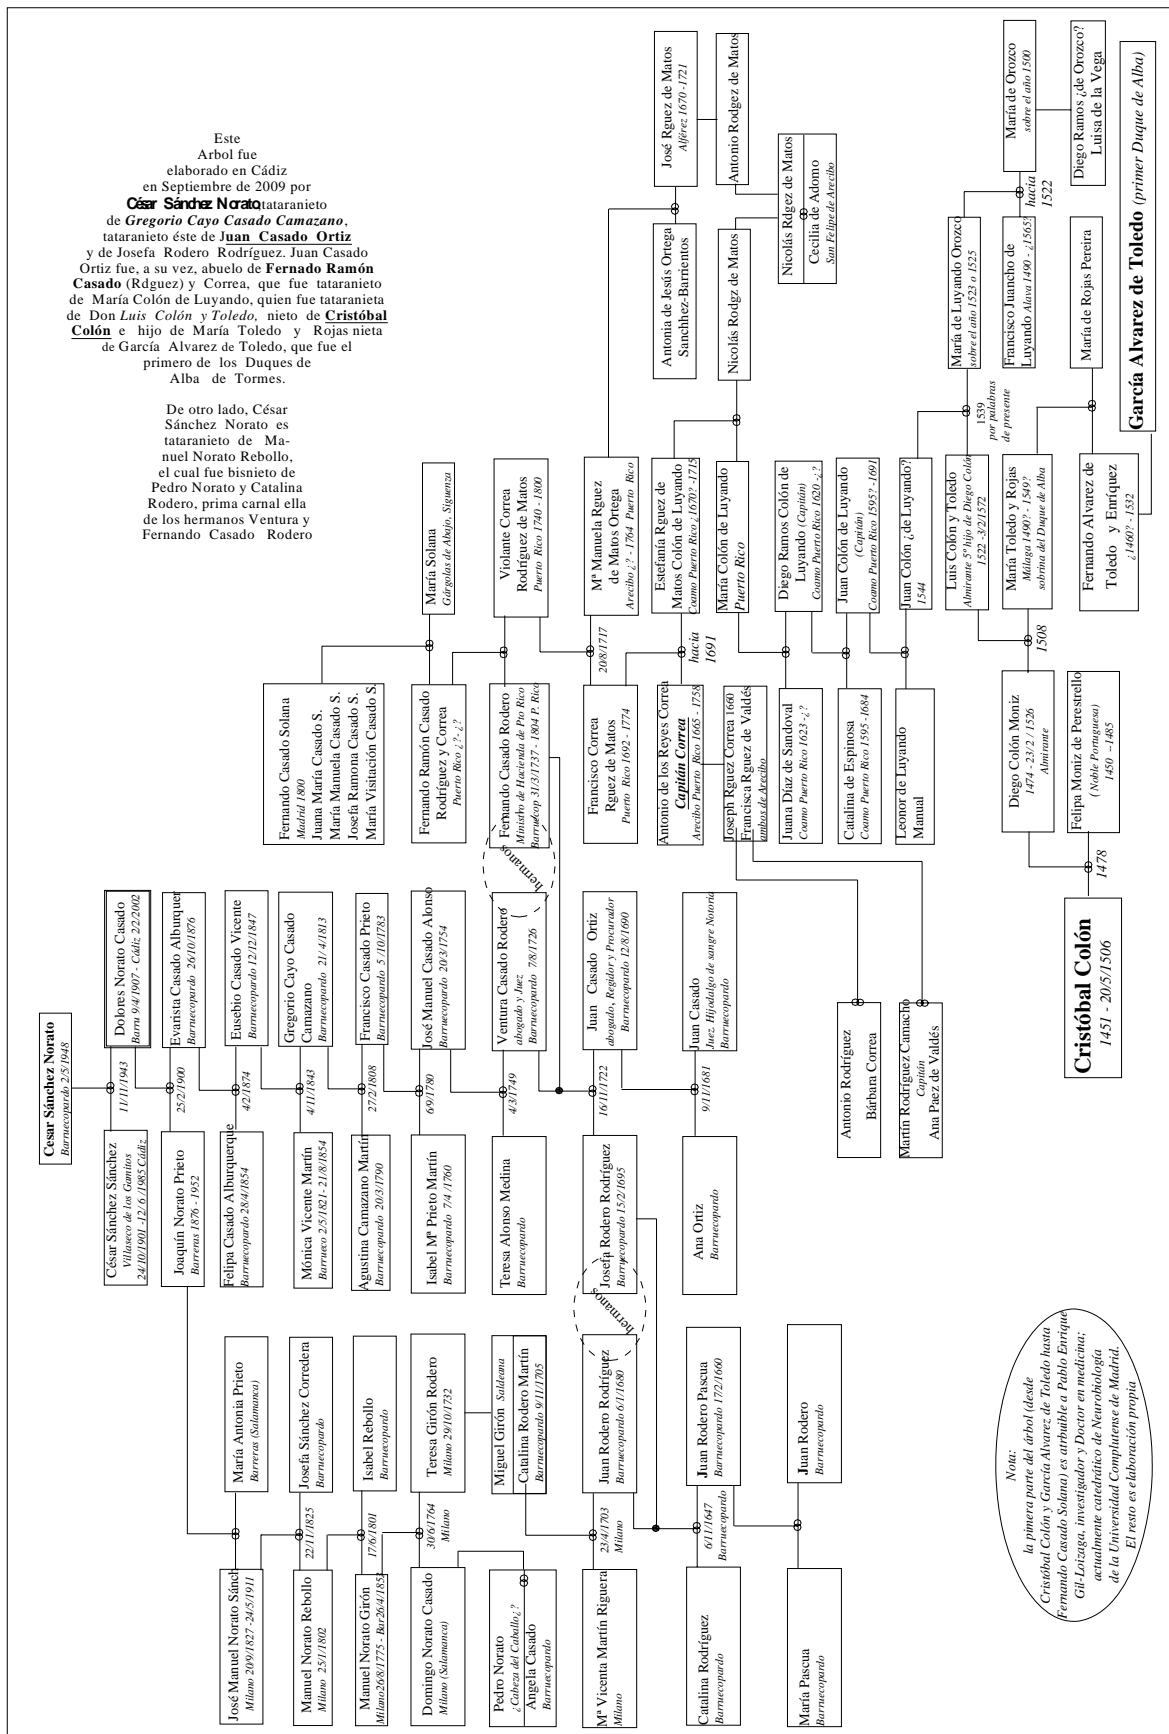 Este
Arbol fue
elaborado en Cádiz
en Septiembre de 2009 por
César Sánchez Norato, tataranieto
de Gregorio Cayo Casado Camazano,
tataranieto éste de Juan Casado Ortiz
y de Josefa Rodero Rodríguez. Juan Casado
Ortiz fue, a su vez, abuelo de Fernado Ramón
Casado (Rdguez) y Correa, que fue tataranieto
de María Colón de Luyando, quien fue tataranieta
de Don Luis Colón y Toledo, nieto de Cristóbal
Colón e hijo de María Toledo y Rojas nieta
de García Alvarez de Toledo, que fue el
primero de los Duques de
Alba de Tormes.
De otro lado, César
Sánchez Norato es
tataranieto de Ma-
nuel Norato Rebollo,
el cual fue bisnieto de
Pedro Norato y Catalina
Rodero, prima carnal ella
de los hermanos Ventura y
Fernando Casado Rodero
José Rguez de Matos
Alférez 1670 -1721
Antonio Rodgez de Matos
Antonia de Jesús Ortega
Sanchhez-Barrientos
Nicolás Rodgz de Matos
Nicolás Rdgez de Matos
Cecilia de Adorno
San Felipe de Arecibo
María de Orozco
sobre el año 1500
Diego Ramos ¿de Orozco?
Luisa de la Vega
hacia
1522
María de Luyando Orozco
sobre el año 1523 o 1525
Francisco Juancho de
Luyando Alava 1490 - ¿1565?
María de Rojas Pereira
García Alvarez de Toledo (primer Duque de Alba)
María Solana
Gárgolas de Abajo, Siguenza
Violante Correa
Rodríguez de Matos
Puerto Rico 1740 - 1800
Mª Manuela Rguez
de Matos Ortega
Arecibo ¿? - 1764 Puerto Rico
Estefanía Rguez de
Matos Colón de Luyando
Coamo Puerto Rico ¿1670? -1715
María Colón de Luyando
Puerto Rico
Diego Ramos Colón de
Luyando (Capitán)
Coamo Puerto Rico 1620 -¿?
Juan Colón de Luyando
(Capitán)
Coamo Puerto Rico 1595? -1691
Juan Colón ¿de Luyando?
1544
1539
por palabras
de presente
Luis Colón y Toledo
Almirante 5º hijo de Diego Colón
1522 -3/2/1572
María Toledo y Rojas
Málaga 1490? - 1549?
sobrina del Duque de Alba
Fernando Alvarez de
Toledo y Enríquez
¿1460? - 1532
20/8/1717
hacia
1691
1508
Fernando Casado Solana
Madrid 1800
Juana María Casado S.
María Manuela Casado S.
Josefa Ramona Casado S.
María Visitación Casado S.
Fernando Ramón Casado
Rodríguez y Correa
Puerto Rico ¿?-¿?
Fernando Casado Rodero
Ministro de Hacienda de Pto Rico
Barruecop 31/3/1737 - 1804 P. Rico
Francisco Correa
Rguez de Matos
Puerto Rico 1692 - 1774
Antonio de los Reyes Correa
Capitán Correa
Arecibo Puerto Rico 1665 - 1758
Joseph Rguez Correa 1660
Francisca Rguez de Valdés
ambos de Arecibo
Juana Díaz de Sandoval
Coamo Puerto Rico 1623 -¿?
Catalina de Espinosa
Coamo Puerto Rico 1595 -1684
Leonor de Luyando
Manual
Diego Colón Moniz
1474 - 23/2 / 1526
Almirante
Felipa Moniz de Perestrello
(Noble Portuguesa)
1450 --1485
1478
Cristóbal Colón
1451 - 20/5/1506
hermanos
Cesar Sánchez Norato
Barruecopardo 2/5/1948
Dolores Norato Casado
Barru 9/4/1907 - Cádiz 2/2/2002
Evarista Casado Alburquer
Barruecopardo 26/10/1876
Eusebio Casado Vicente
Barruecopardo 12/12/1847
Gregorio Cayo Casado
Camazano
Barruecopardo 21/4/1813
Francisco Casado Prieto
Barruecopardo 5 /10/1783
José Manuel Casado Alonso
Barruecopardo 20/3/1754
Ventura Casado Rodero
abogado y Juez
Barruecopardo 7/8/1726
Juan Casado Ortiz
abogado, Regidor y Procurador
Barruecopardo 12/8/1690
Juan Casado
Juez. Hijodalgo de sangre Notoria
Barruecopardo
11/11/1943
25/2/1900
4/2/1874
4/11/1843
27/2/1808
6/9/1780
4/3/1749
16/11/1722
9/11/1681
César Sánchez Sánchez
Villaseco de los Gamitos
24/10/1901 -12/ 6 /1985 Cádiz
Joaquín Norato Prieto
Barreras 1876 - 1952
Felipa Casado Alburquerque
Barruecopardo 28/4/1854
Mónica Vicente Martín
Barrueco 2/5/1821- 21/8/1854
Agustina Camazano Martín
Barruecopardo 20/3/1790
Isabel Mª Prieto Martín
Barruecopardo 7/4 /1760
Teresa Alonso Medina
Barruecopardo
Josefa Rodero Rodríguez
Barruecopardo 15/2/1695
Ana Ortiz
Barruecopardo
Antonio Rodríguez
Bárbara Correa
Martín Rodríguez Camacho
Capitán
Ana Paez de Valdés
hermanos
María Antonia Prieto
Barreras (Salamanca)
Josefa Sánchez Corredera
Barruecopardo
Isabel Rebollo
Barruecopardo
Teresa Girón Rodero
Milano 29/10/1732
Miguel Girón Saldeana
Catalina Rodero Martín
Barruecopardo 9/11/1705
Juan Rodero Rodríguez
Barruecopardo 6/1/1680
Juan Rodero Pascua
Barruecopardo 17/2/1660
Juan Rodero
Barruecopardo
22/11/1825
17/6/1801
30/6/1764
Milano
23/4/1703
Milano
6/11/1647
Barruecopardo
José Manuel Norato Sánch
Milano 20/9/1827-24/5/1911
Manuel Norato Rebollo
Milano 25/1/1802
Manuel Norato Girón
Milano26/8/1775 - Bar26/4/1853
Domingo Norato Casado
Milano (Salamanca)
Pedro Norato
¿Cabeza del Caballo¿?
Angela Casado
Barruecopardo
Mª Vicenta Martín Riguera
Milano
Catalina Rodríguez
Barruecopardo
María Pascua
Barruecopardo
Nota:
la pimera parte del árbol (desde
Cristóbal Colón y García Alvarez de Toledo hasta
Fernando Casado Solana) es atribuible a Pablo Enrique
Gil-Loizaga, investigador y Doctor en medicina;
actualmente catedrático de Neurobiología
de la Universidad Complutense de Madrid.
El resto es elaboración propia